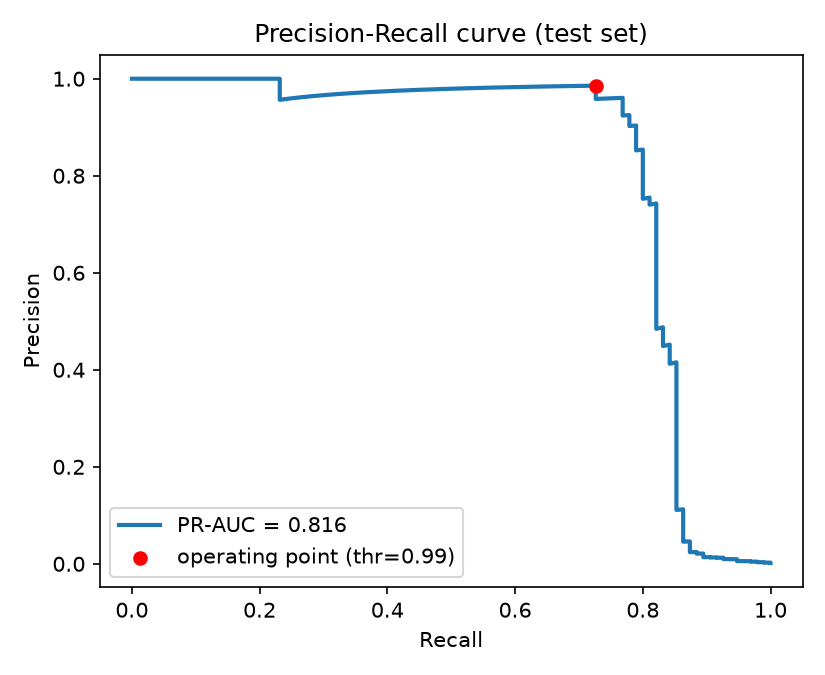 Precision-Recall curve (test set)
1.0
0.8
0.6
0.4
0.2
0.0
Precision
PR-AUC = 0.816
operating point (thr=0.99)
0.0 0.2 0.4 0.6 0.8 1.0
Recall